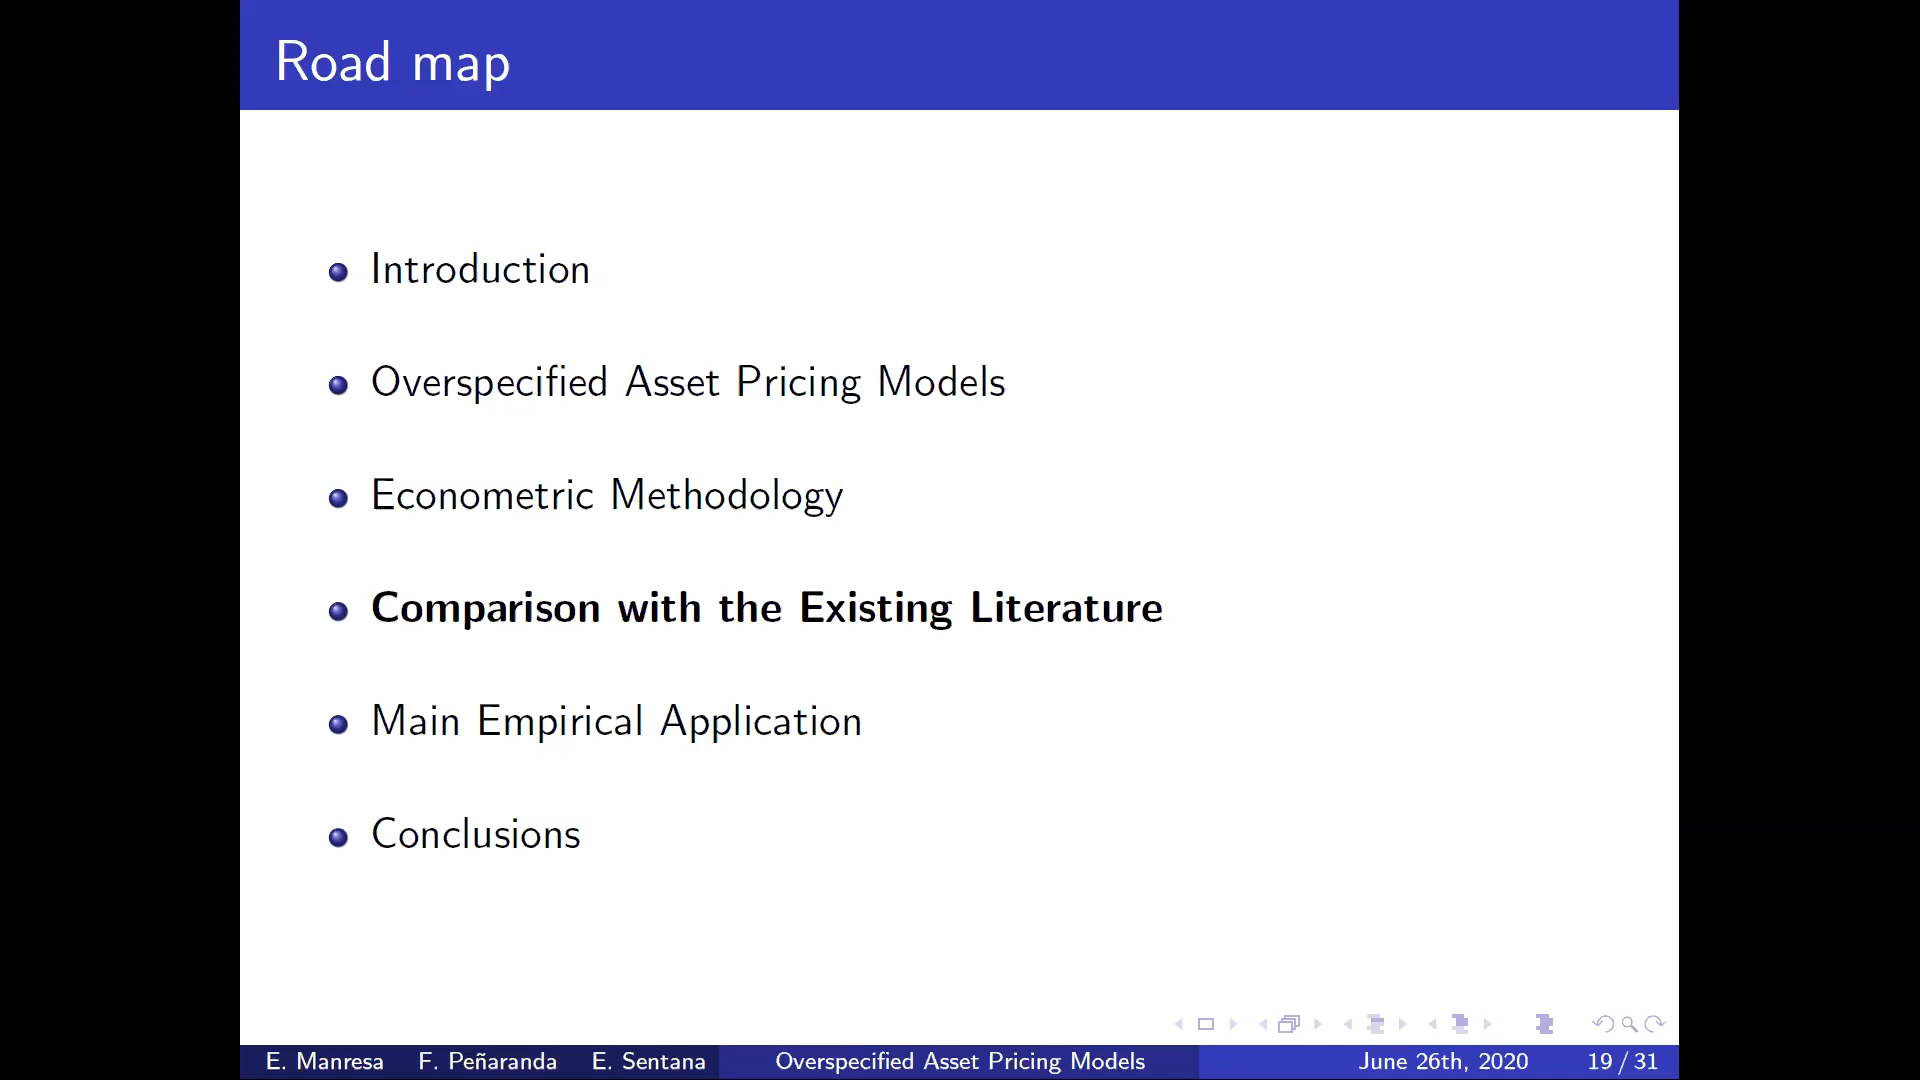 Road map
Introduction
Overspecified Asset Pricing Models
Econometric Methodology
Comparison with the Existing Literature
Main Empirical Application
Conclusions
E. Manresa F. Peñaranda E. Sentana Overspecified Asset Pricing Models June 26th, 2020 19 / 31